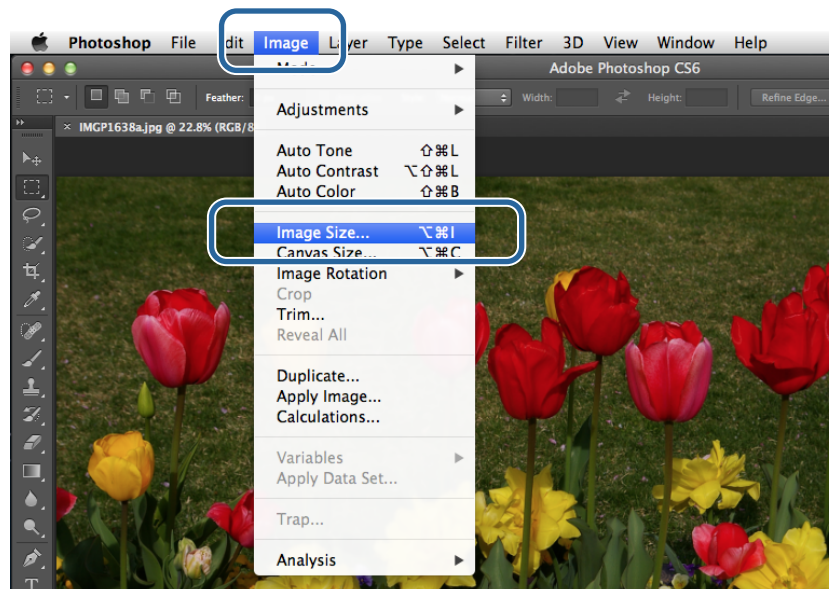 Photoshop File Edit Image Layer Type Select Filter 3D View Window Help
Adobe Photoshop CS6
Feather: Width: Height: Refine Edge...
× IMGP1638a.jpg @ 22.8% (RGB/8
Mode
Adjustments
Auto Tone ⇧⌘L
Auto Contrast ⌥⇧⌘L
Auto Color ⇧⌘B
Image Size... ⌥⌘I
Canvas Size... ⌥⌘C
Image Rotation
Crop
Trim...
Reveal All
Duplicate...
Apply Image...
Calculations...
Variables
Apply Data Set...
Trap...
Analysis
T